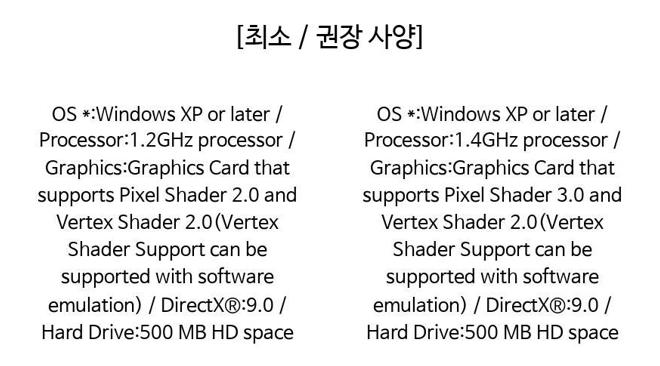 [최소 / 권장 사양]
OS *:Windows XP or later /
Processor:1.2GHz processor /
Graphics:Graphics Card that
supports Pixel Shader 2.0 and
Vertex Shader 2.0(Vertex
Shader Support can be
supported with software
emulation) / DirectX®:9.0 /
Hard Drive:500 MB HD space
OS *:Windows XP or later /
Processor:1.4GHz processor /
Graphics:Graphics Card that
supports Pixel Shader 3.0 and
Vertex Shader 2.0(Vertex
Shader Support can be
supported with software
emulation) / DirectX®:9.0 /
Hard Drive:500 MB HD space